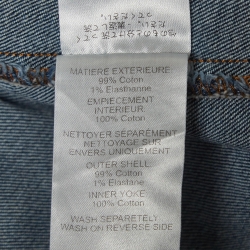 MATIERE EXTERIEURE
99% Coton
1% Elasthanne
EMPIECEMENT
INTERIEUR:
100% COTON
NETTOYER SÉPARÉMENT
NETTOYAGE SUR
ENVERS UNIQUEMENT
OUTER SHELL:
99% Cotton
1% Elastane
INNER YOKE:
100% Cotton
WASH SEPARETELY
WASH ON REVERSE SIDE